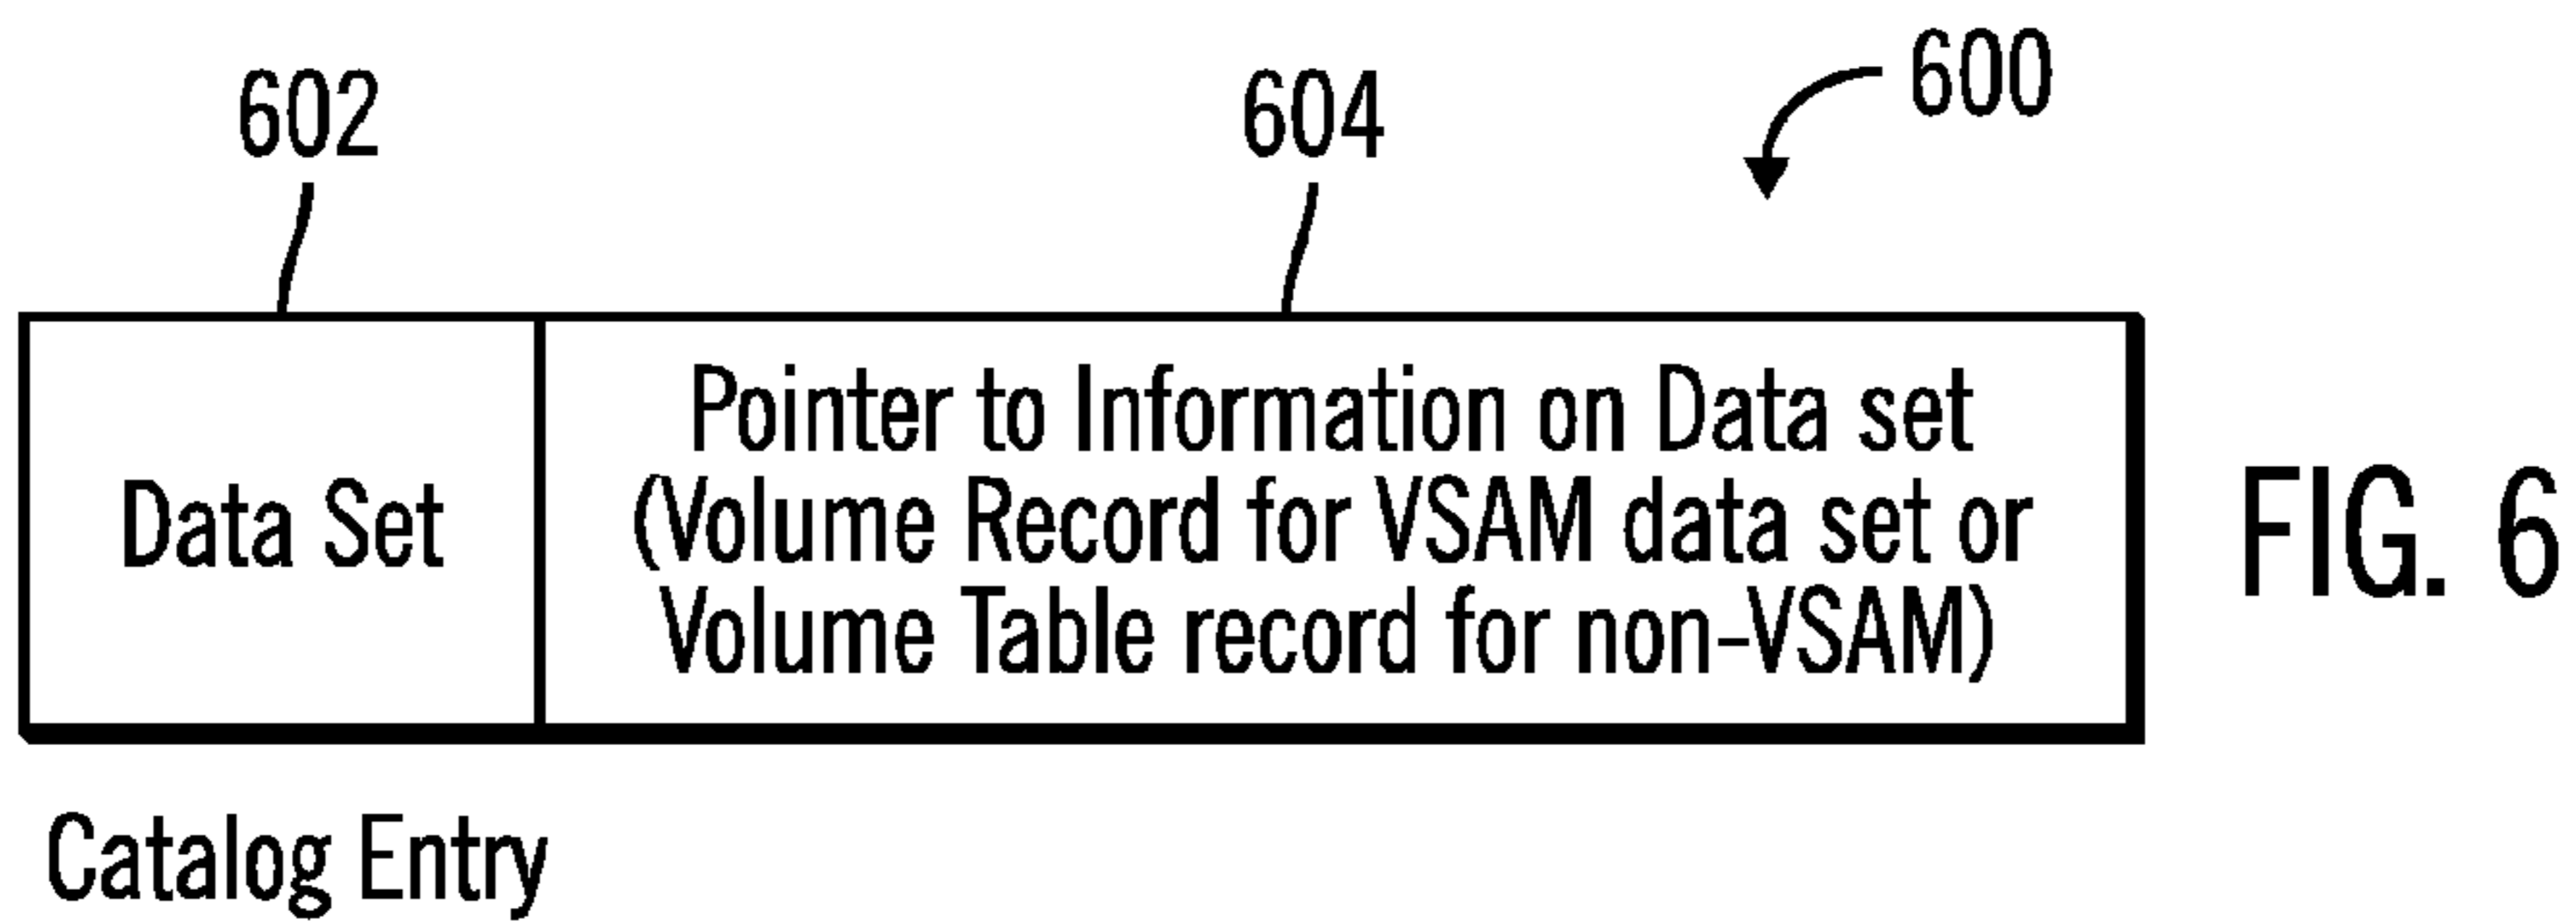 602
604
600
Data Set
Pointer to Information on Data set
(Volume Record for VSAM data set or
Volume Table record for non-VSAM)
FIG. 6
Catalog Entry